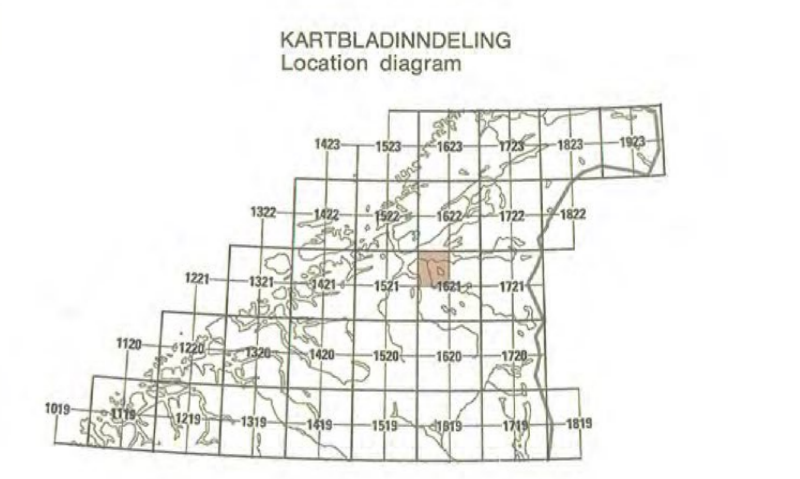 KARTBLADINNDELING
Location diagram
1423 1523 1623 1723 1823 1923
1322 1422 1522 1622 1722 1822
1221 1321 1421 1521 1621 1721
1120 1220 1320 1420 1520 1620 1720
1019 1119 1219 1319 1419 1519 1619 1719 1819